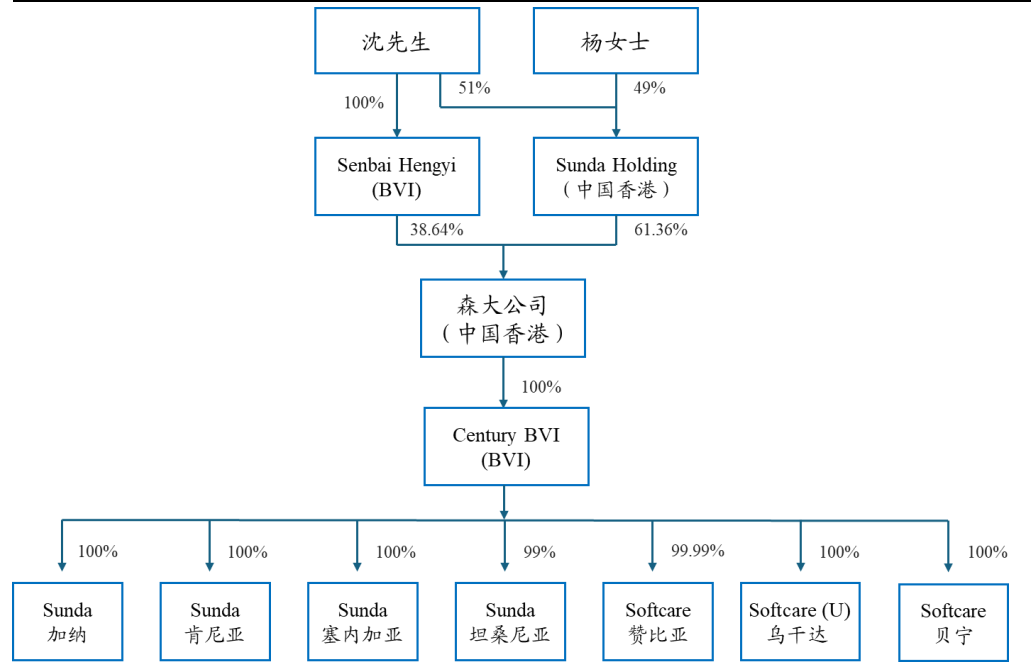 沈先生
杨女士
100%
51%
49%
Senbai Hengyi
(BVI)
Sunda Holding
（中国香港）
38.64%
61.36%
森大公司
（中国香港）
100%
Century BVI
(BVI)
100%
100%
100%
99%
99.99%
100%
100%
Sunda
加纳
Sunda
肯尼亚
Sunda
塞内加亚
Sunda
坦桑尼亚
Softcare
赞比亚
Softcare (U)
乌干达
Softcare
贝宁